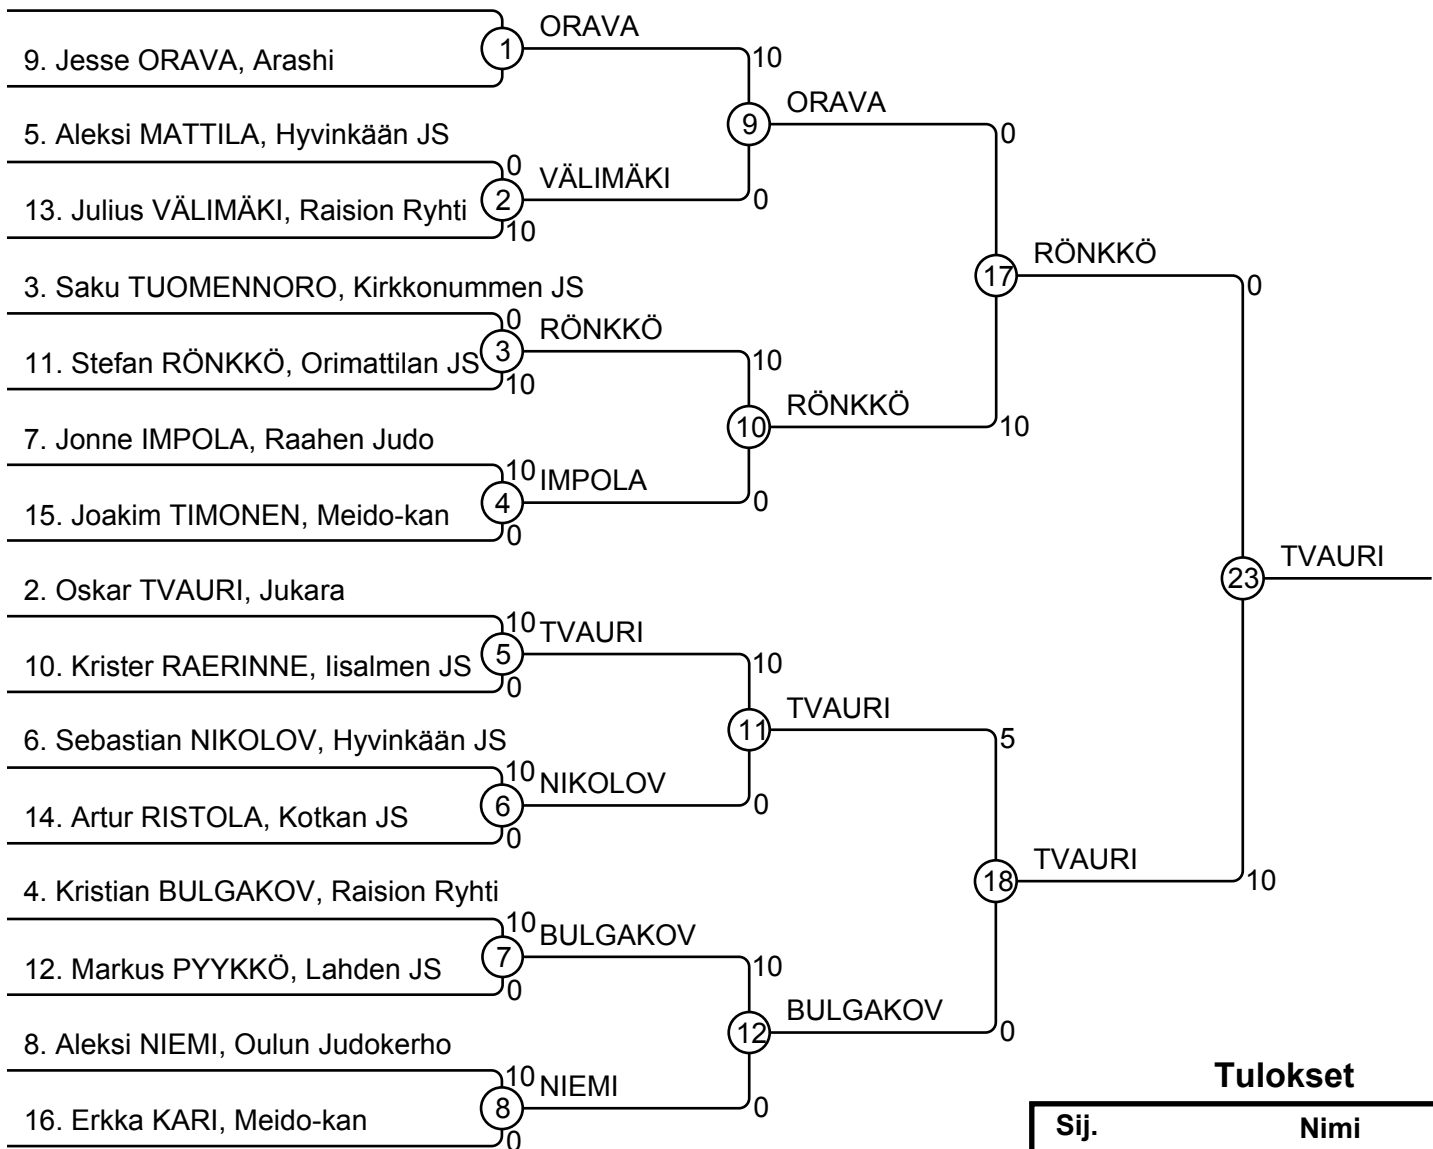 ORAVA
1
9. Jesse ORAVA, Arashi
10
ORAVA
9
0
5. Aleksi MATTILA, Hyvinkään JS
0
VÄLIMÄKI
2
0
13. Julius VÄLIMÄKI, Raision Ryhti
10
RÖNKKÖ
17
0
3. Saku TUOMENNORO, Kirkkonummen JS
0
RÖNKKÖ
3
10
11. Stefan RÖNKKÖ, Orimattilan JS
10
RÖNKKÖ
10
10
7. Jonne IMPOLA, Raahen Judo
10
IMPOLA
4
0
15. Joakim TIMONEN, Meido-kan
0
TVAURI
23
2. Oskar TVAURI, Jukara
10
TVAURI
5
10
10. Krister RAERINNE, Iisalmen JS
0
TVAURI
11
5
6. Sebastian NIKOLOV, Hyvinkään JS
10
NIKOLOV
6
0
14. Artur RISTOLA, Kotkan JS
0
TVAURI
18
10
4. Kristian BULGAKOV, Raision Ryhti
10
BULGAKOV
7
10
12. Markus PYYKKÖ, Lahden JS
0
BULGAKOV
12
0
8. Aleksi NIEMI, Oulun Judokerho
10
NIEMI
8
0
16. Erkka KARI, Meido-kan
0
Tulokset
Sij. Nimi